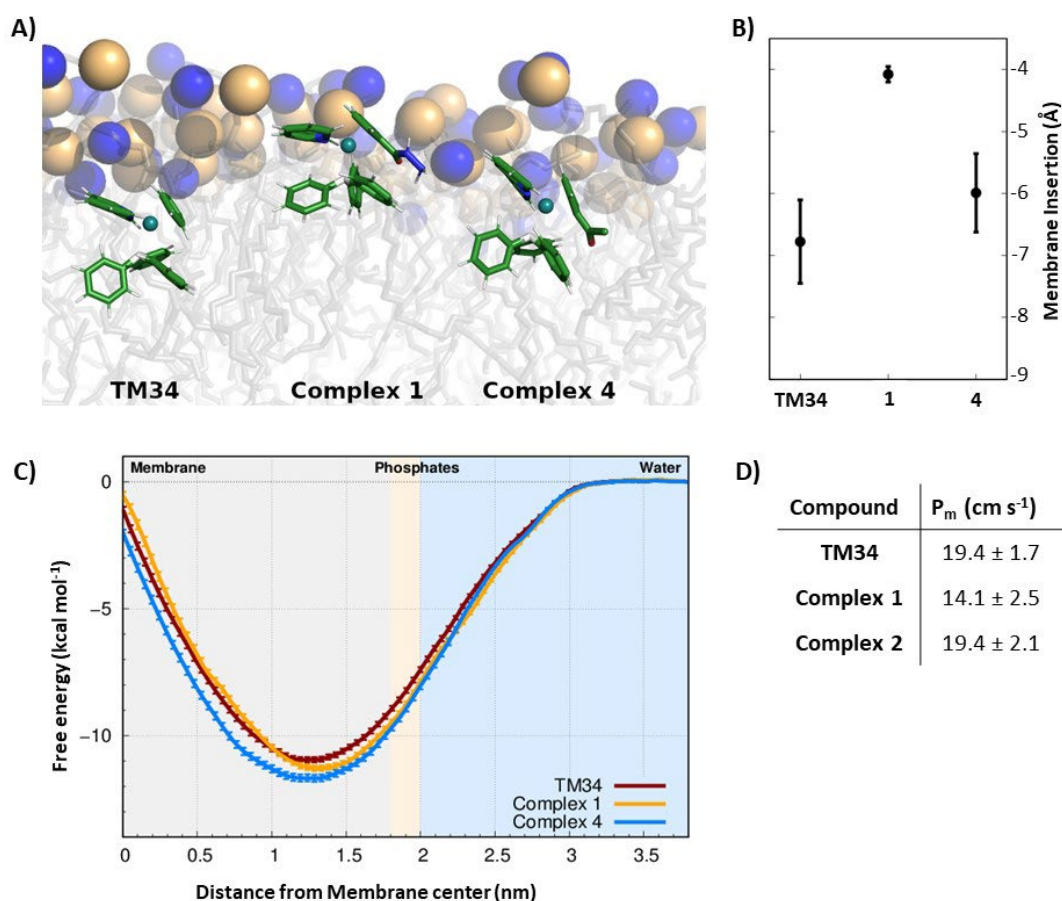 A)
TM34
Complex 1
Complex 4
B)
-4
-5
-6
-7
-8
-9
Membrane Insertion (Å)
TM34
1
4
C)
Membrane
Phosphates
Water
0
−5
−10
Free energy (kcal mol⁻¹)
TM34
Complex 1
Complex 4
0
0.5
1
1.5
2
2.5
3
3.5
Distance from Membrane center (nm)
D)
Compound Pₘ (cm s⁻¹)
TM34 19.4 ± 1.7
Complex 1 14.1 ± 2.5
Complex 2 19.4 ± 2.1